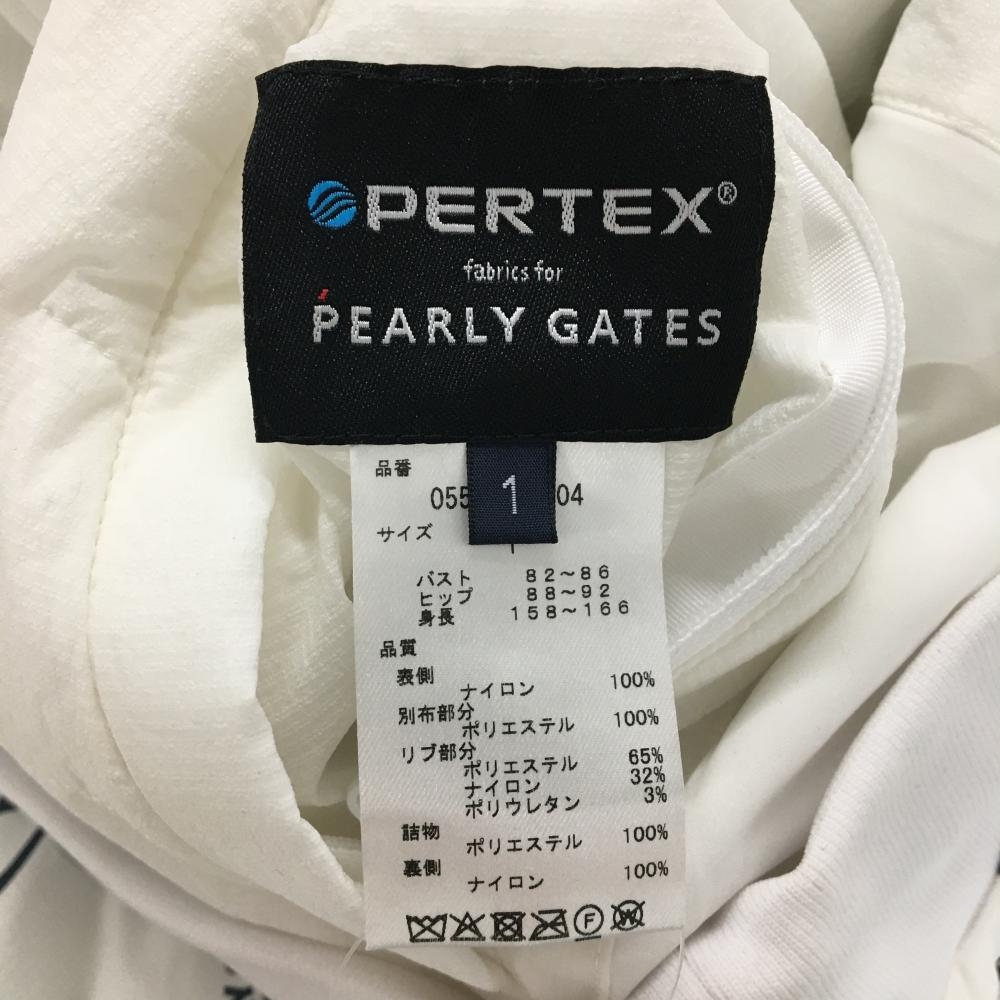 PERTEX®
fabrics for
PEARLY GATES
1
品番
055 04
サイズ
バスト 82~86
ヒップ 88~92
身長 158~166
品質
表側
ナイロン 100%
別布部分
ポリエステル 100%
リブ部分
ポリエステル 65%
ナイロン 32%
ポリウレタン 3%
詰物
ポリエステル 100%
裏側
ナイロン 100%
F W